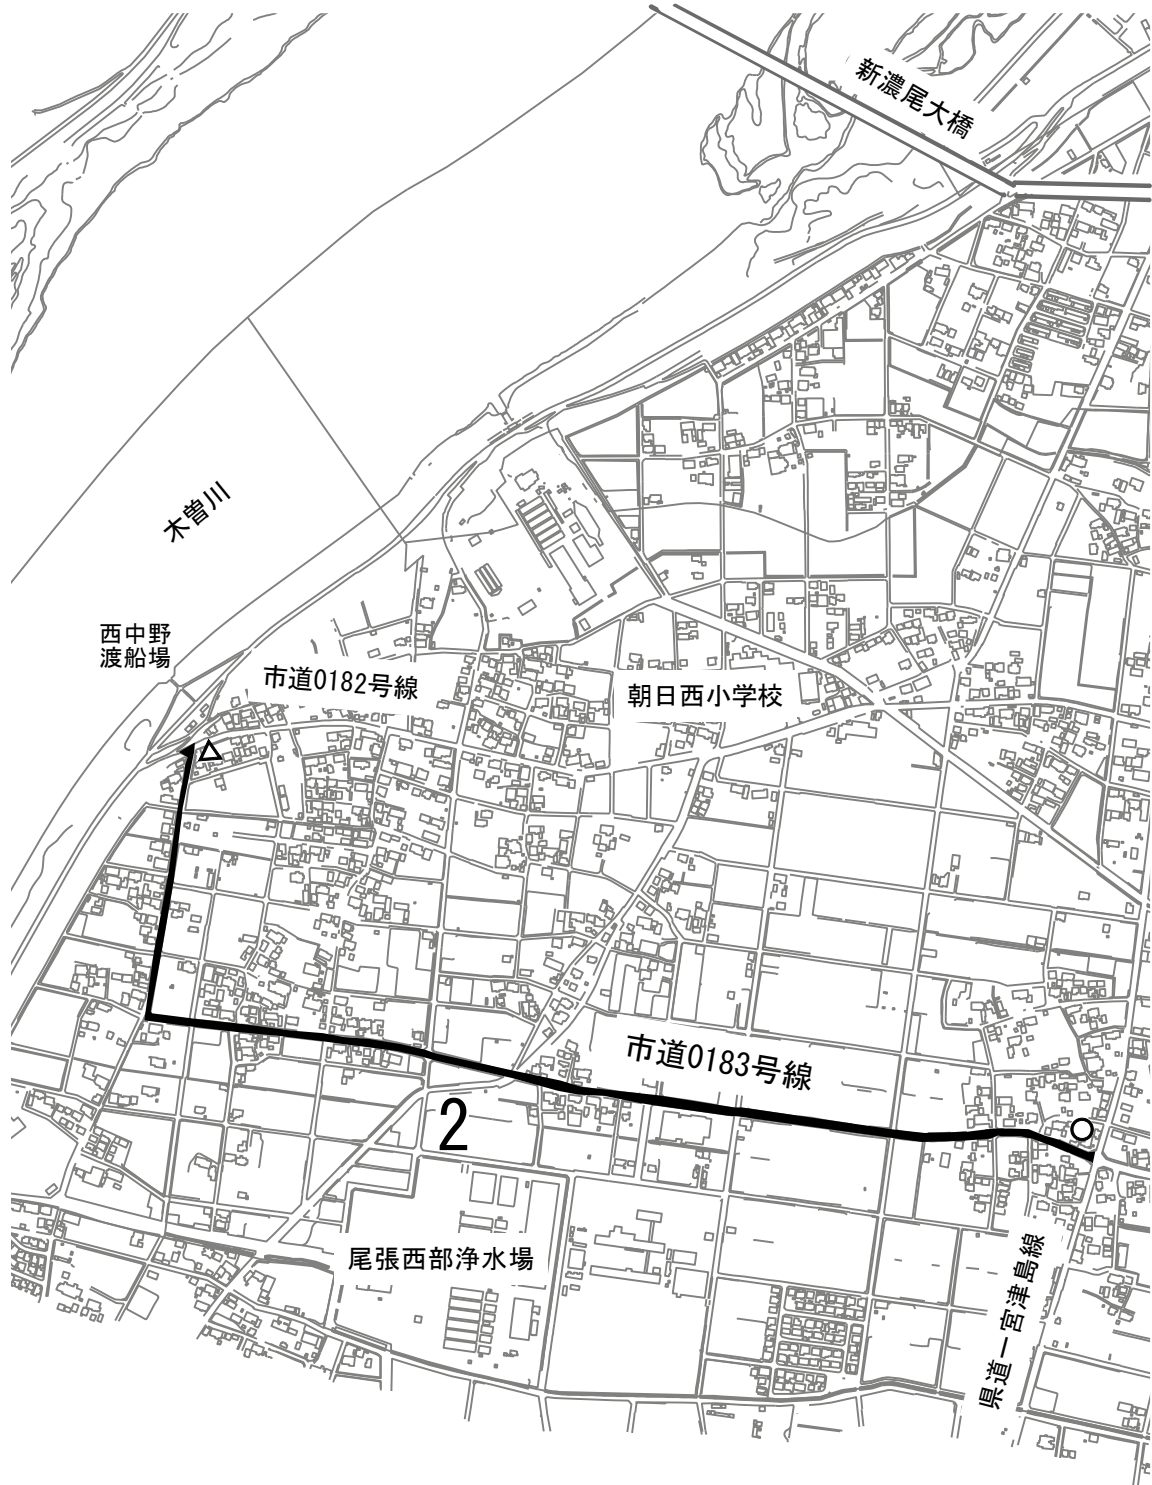 新濃尾大橋
木曽川
西中野
渡船場
市道0182号線
朝日西小学校
市道0183号線
2
尾張西部浄水場
県道一宮津島線